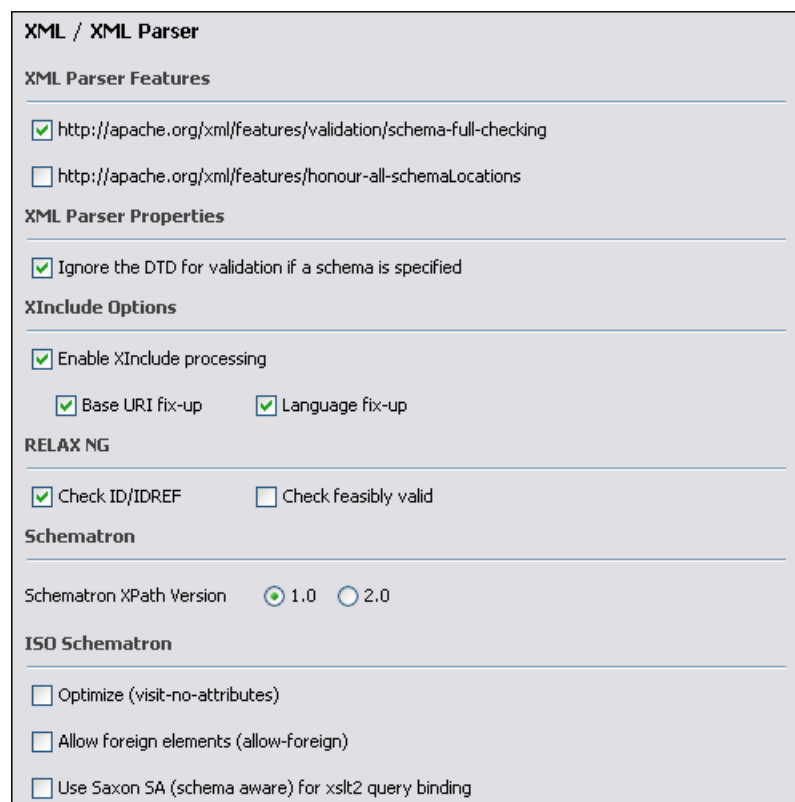 XML / XML Parser
XML Parser Features
http://apache.org/xml/features/validation/schema-full-checking
http://apache.org/xml/features/honour-all-schemaLocations
XML Parser Properties
Ignore the DTD for validation if a schema is specified
XInclude Options
Enable XInclude processing
Base URI fix-up Language fix-up
RELAX NG
Check ID/IDREF Check feasibly valid
Schematron
Schematron XPath Version 1.0 2.0
ISO Schematron
Optimize (visit-no-attributes)
Allow foreign elements (allow-foreign)
Use Saxon SA (schema aware) for xslt2 query binding